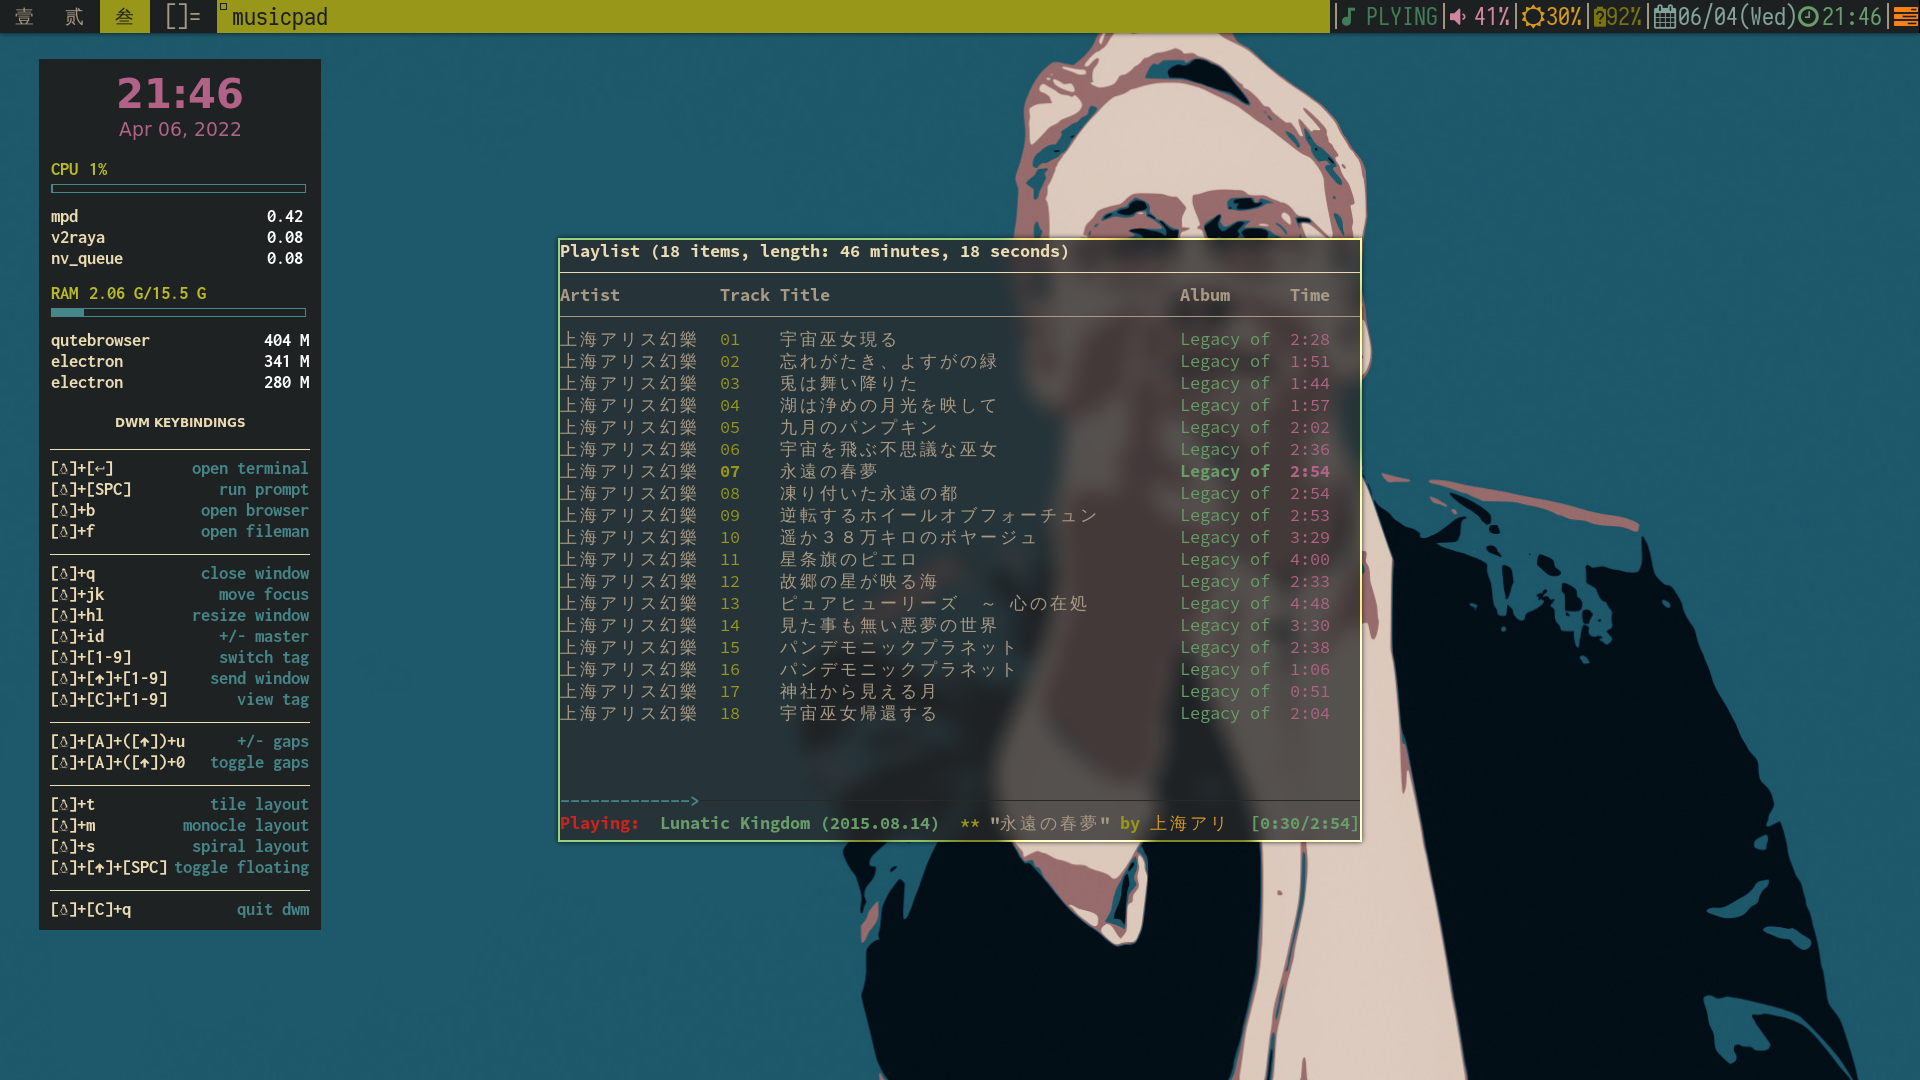 壹 贰 叁 []= musicpad PLYING 41% 30% 92% 06/04(Wed) 21:46
21:46
Apr 06, 2022
CPU 1%
mpd 0.42
v2raya 0.08
nv_queue 0.08
RAM 2.06 G/15.5 G
qutebrowser 404 M
electron 341 M
electron 280 M
DWM KEYBINDINGS
[]+[↩] open terminal
[]+[SPC] run prompt
[]+b open browser
[]+f open fileman
[]+q close window
[]+jk move focus
[]+hl resize window
[]+id +/- master
[]+[1-9] switch tag
[]+[↑]+[1-9] send window
[]+[C]+[1-9] view tag
[]+[A]+([↑])+u +/- gaps
[]+[A]+([↑])+0 toggle gaps
[]+t tile layout
[]+m monocle layout
[]+s spiral layout
[]+[↑]+[SPC] toggle floating
[]+[C]+q quit dwm
Playlist (18 items, length: 46 minutes, 18 seconds)
Artist Track Title Album Time
上海アリス幻樂 01 宇宙巫女現る Legacy of 2:28
上海アリス幻樂 02 忘れがたき、よすがの緑 Legacy of 1:51
上海アリス幻樂 03 兎は舞い降りた Legacy of 1:44
上海アリス幻樂 04 湖は浄めの月光を映して Legacy of 1:57
上海アリス幻樂 05 九月のパンプキン Legacy of 2:02
上海アリス幻樂 06 宇宙を飛ぶ不思議な巫女 Legacy of 2:36
上海アリス幻樂 07 永遠の春夢 Legacy of 2:54
上海アリス幻樂 08 凍り付いた永遠の都 Legacy of 2:54
上海アリス幻樂 09 逆転するホイールオブフォーチュン Legacy of 2:53
上海アリス幻樂 10 遥か３８万キロのボヤージュ Legacy of 3:29
上海アリス幻樂 11 星条旗のピエロ Legacy of 4:00
上海アリス幻樂 12 故郷の星が映る海 Legacy of 2:33
上海アリス幻樂 13 ピュアヒューリーズ　～ 心の在処 Legacy of 4:48
上海アリス幻樂 14 見た事も無い悪夢の世界 Legacy of 3:30
上海アリス幻樂 15 パンデモニックプラネット Legacy of 2:38
上海アリス幻樂 16 パンデモニックプラネット Legacy of 1:06
上海アリス幻樂 17 神社から見える月 Legacy of 0:51
上海アリス幻樂 18 宇宙巫女帰還する Legacy of 2:04
------------->
Playing: Lunatic Kingdom (2015.08.14) ** "永遠の春夢" by 上海アリ [0:30/2:54]